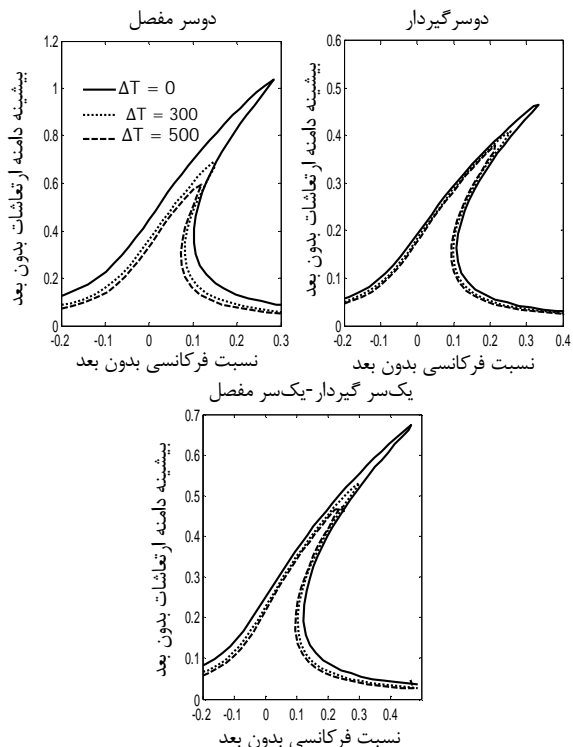 دوسر مفصل
بیشینه دامنه ارتعاشات بدون بعد
1.2
1
0.8
0.6
0.4
0.2
0
ΔT = 0
ΔT = 300
ΔT = 500
-0.2 -0.1 0 0.1 0.2 0.3
نسبت فرکانسی بدون بعد
دوسرگیردار
بیشینه دامنه ارتعاشات بدون بعد
0.6
0.5
0.4
0.3
0.2
0.1
0
-0.2 -0.1 0 0.1 0.2 0.3 0.4
نسبت فرکانسی بدون بعد
یک‌سر گیردار-یک‌سر مفصل
بیشینه دامنه ارتعاشات بدون بعد
0.7
0.6
0.5
0.4
0.3
0.2
0.1
0
-0.2 -0.1 0 0.1 0.2 0.3 0.4
نسبت فرکانسی بدون بعد